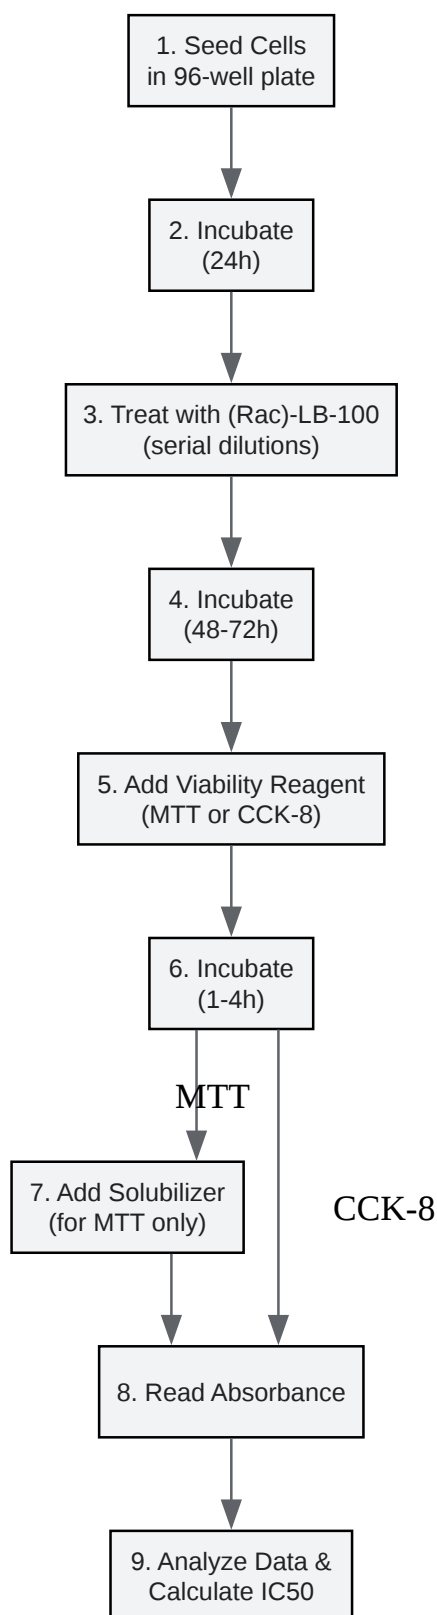 1. Seed Cells
in 96-well plate
2. Incubate
(24h)
3. Treat with (Rac)-LB-100
(serial dilutions)
4. Incubate
(48-72h)
5. Add Viability Reagent
(MTT or CCK-8)
6. Incubate
(1-4h)
MTT
7. Add Solubilizer
(for MTT only)
CCK-8
8. Read Absorbance
9. Analyze Data &
Calculate IC50